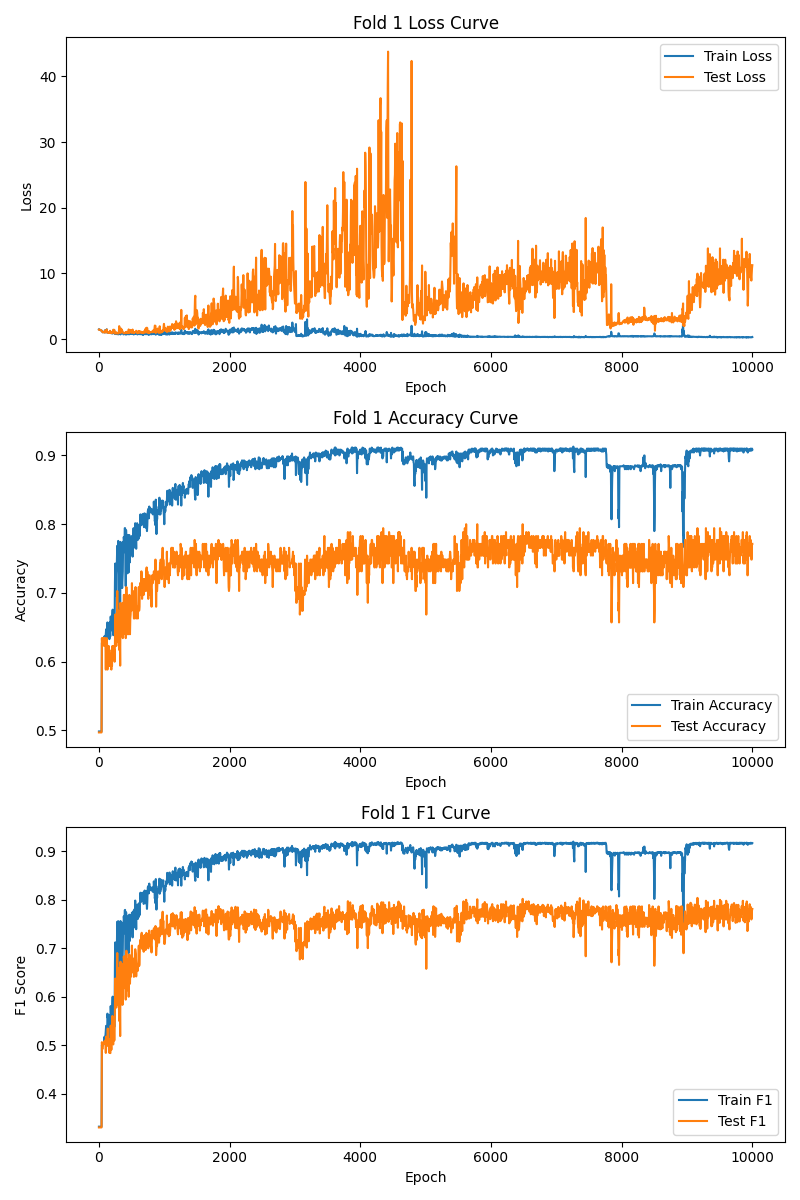 Fold 1 Loss Curve
Train Loss
Test Loss
40
30
20
10
0
Loss
0 2000 4000 6000 8000 10000
Epoch
Fold 1 Accuracy Curve
0.9
0.8
0.7
0.6
0.5
Accuracy
Train Accuracy
Test Accuracy
0 2000 4000 6000 8000 10000
Epoch
Fold 1 F1 Curve
0.9
0.8
0.7
0.6
0.5
0.4
F1 Score
Train F1
Test F1
0 2000 4000 6000 8000 10000
Epoch